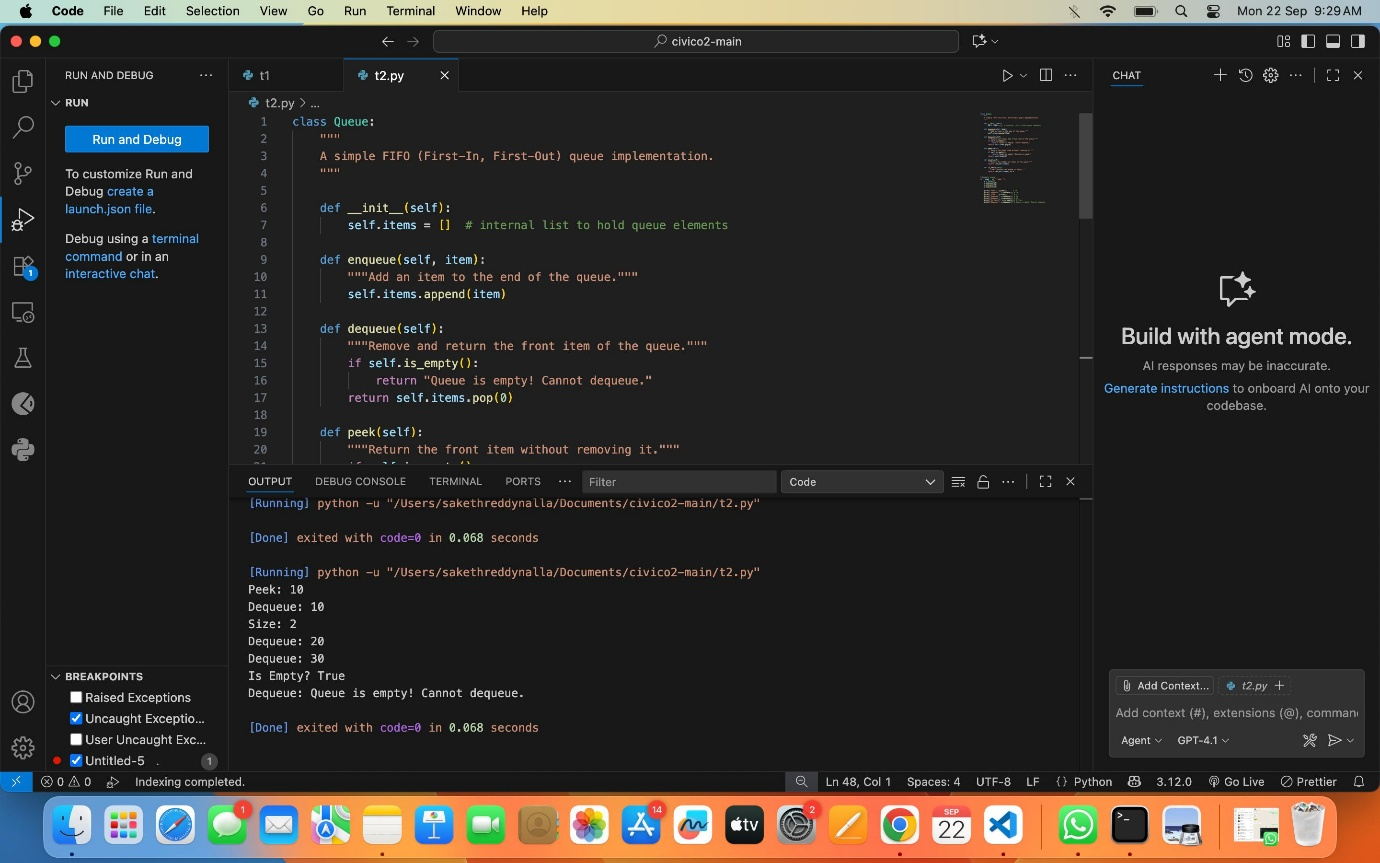 Code File Edit Selection View Go Run Terminal Window Help Mon 22 Sep 9:29 AM
civico2-main
RUN AND DEBUG
RUN
Run and Debug
To customize Run and
Debug create a
launch.json file.
Debug using a terminal
command or in an
interactive chat.
1
BREAKPOINTS
Raised Exceptions
Uncaught Exceptio...
User Uncaught Exc...
Untitled-5 . 1
t1 t2.py
t2.py > ...
1 class Queue:
2 """
3 A simple FIFO (First-In, First-Out) queue implementation.
4 """
5
6 def __init__(self):
7 self.items = [] # internal list to hold queue elements
8
9 def enqueue(self, item):
10 """Add an item to the end of the queue."""
11 self.items.append(item)
12
13 def dequeue(self):
14 """Remove and return the front item of the queue."""
15 if self.is_empty():
16 return "Queue is empty! Cannot dequeue."
17 return self.items.pop(0)
18
19 def peek(self):
20 """Return the front item without removing it."""
OUTPUT DEBUG CONSOLE TERMINAL PORTS ... Filter Code
[Running] python -u "/Users/sakethreddynalla/Documents/civico2-main/t2.py"
[Done] exited with code=0 in 0.068 seconds
[Running] python -u "/Users/sakethreddynalla/Documents/civico2-main/t2.py"
Peek: 10
Dequeue: 10
Size: 2
Dequeue: 20
Dequeue: 30
Is Empty? True
Dequeue: Queue is empty! Cannot dequeue.
[Done] exited with code=0 in 0.068 seconds
CHAT
Build with agent mode.
AI responses may be inaccurate.
Generate instructions to onboard AI onto your
codebase.
Add Context... t2.py +
Add context (#), extensions (@), comman
Agent GPT-4.1
0 0 Indexing completed. Ln 48, Col 1 Spaces: 4 UTF-8 LF {} Python 3.12.0 Go Live Prettier
1 14 tv 2 SEP
22